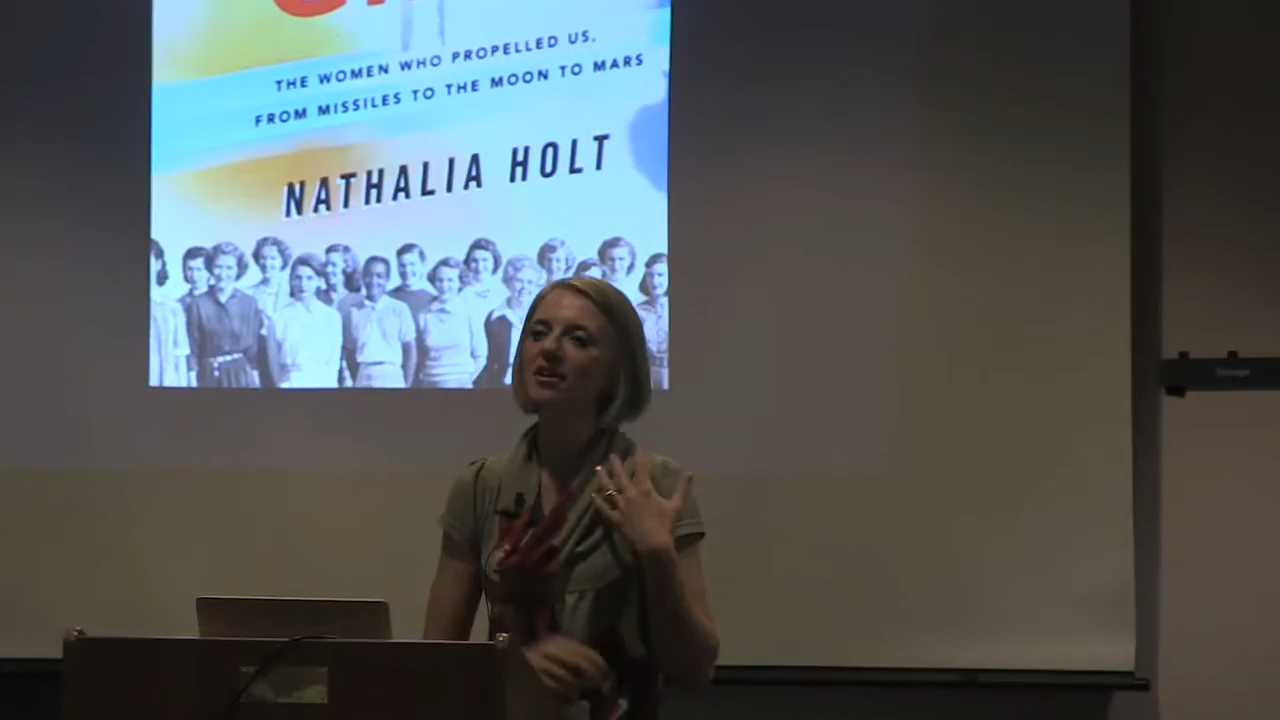 THE WOMEN WHO PROPELLED US,
FROM MISSILES TO THE MOON TO MARS
NATHALIA HOLT